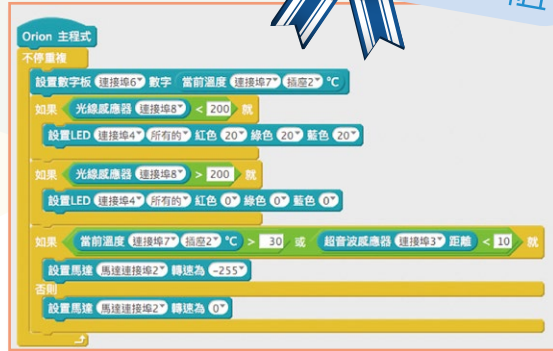 Orion 主程式
不停重複
設置數字板 連接埠6 數字 當前溫度 連接埠7 插座2 °C
如果 光線感應器 連接埠8 < 200 就
設置LED 連接埠4 所有的 紅色 20 綠色 20 藍色 20
如果 光線感應器 連接埠8 > 200 就
設置LED 連接埠4 所有的 紅色 0 綠色 0 藍色 0
如果 當前溫度 連接埠7 插座2 °C > 30 或 超音波感應器 連接埠3 距離 < 10 就
設置馬達 馬達連接埠2 轉速為 -255
否則
設置馬達 馬達連接埠2 轉速為 0